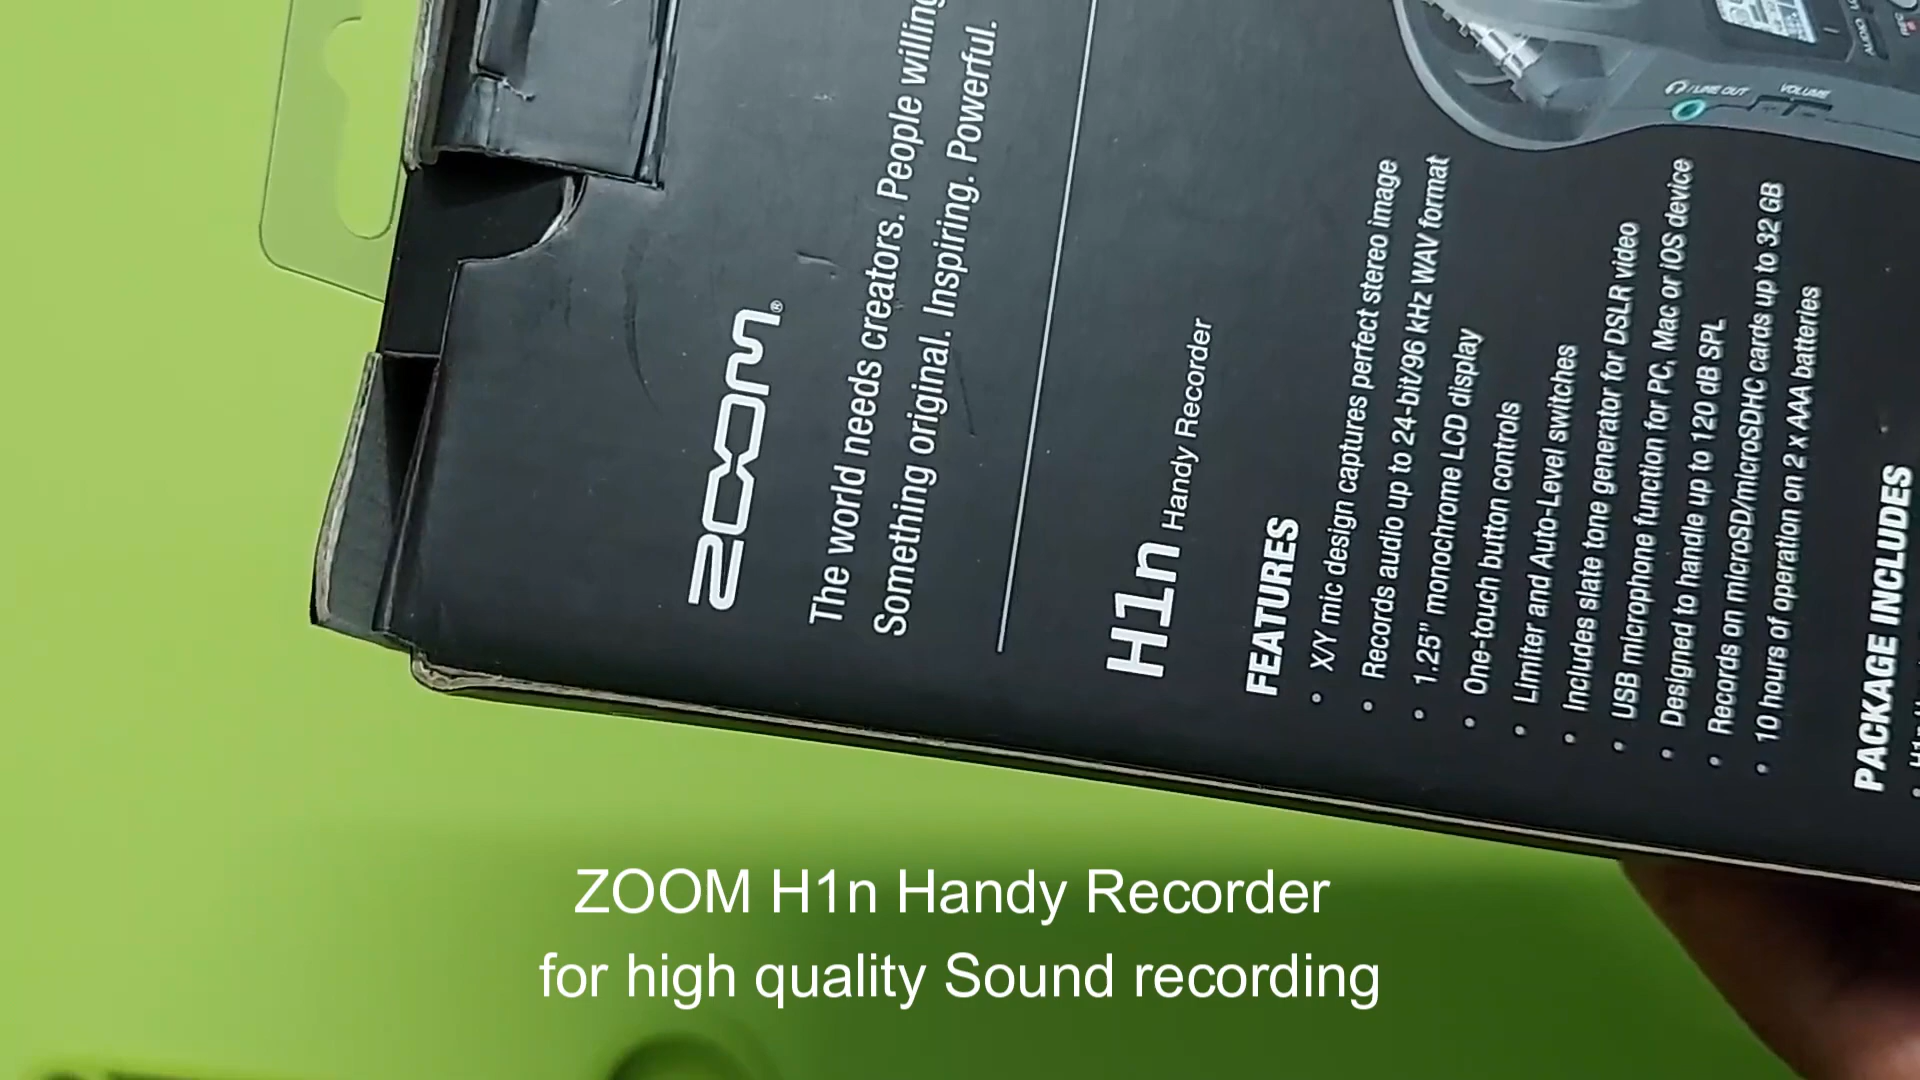 ZOOM®
The world needs creators. People willing
Something original. Inspiring. Powerful.
H1n Handy Recorder
FEATURES
• X/Y mic design captures perfect stereo image
• Records audio up to 24-bit/96 kHz WAV format
• 1.25" monochrome LCD display
• One-touch button controls
• Limiter and Auto-Level switches
• Includes slate tone generator for DSLR video
• USB microphone function for PC, Mac or iOS device
• Designed to handle up to 120 dB SPL
• Records on microSD/microSDHC cards up to 32 GB
• 10 hours of operation on 2 x AAA batteries
PACKAGE INCLUDES
/ LINE OUT
VOLUME
AUDIO
REC
ZOOM H1n Handy Recorder
for high quality Sound recording